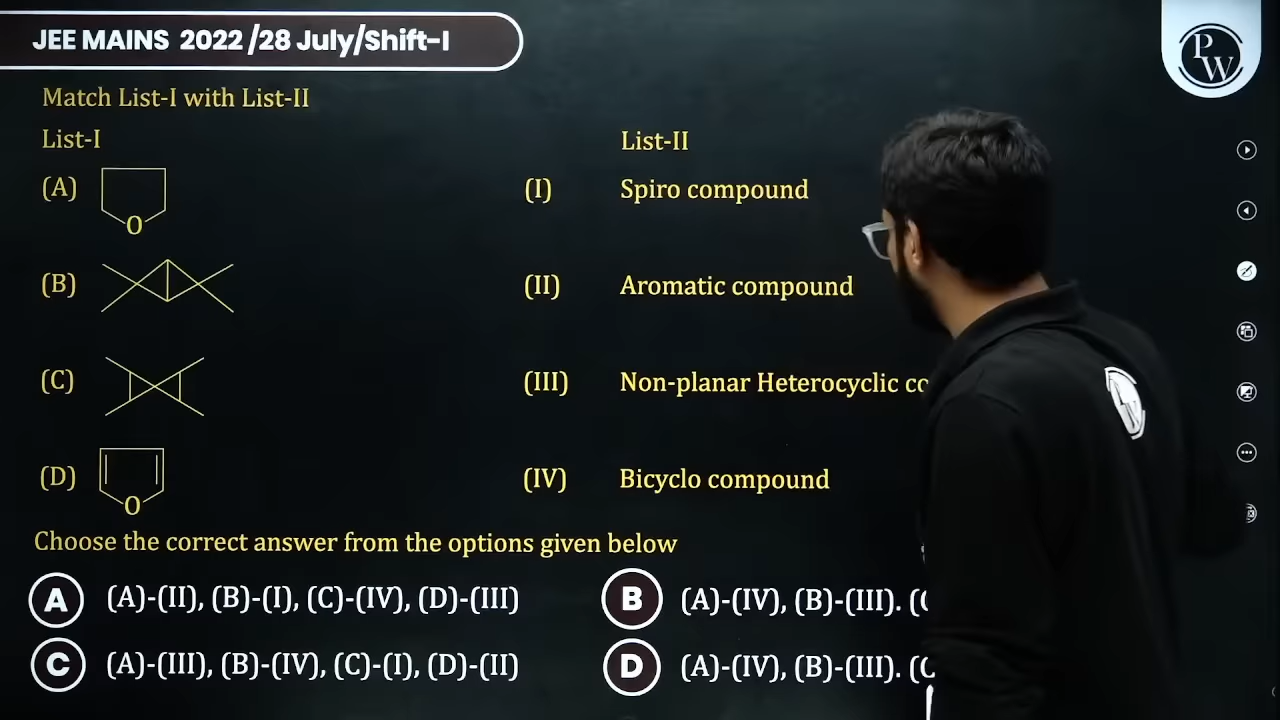 JEE MAINS 2022 /28 July/Shift-I
PW
Match List-I with List-II
List-I List-II
(A) O (I) Spiro compound
(B) (II) Aromatic compound
(C) (III) Non-planar Heterocyclic
(D) O (IV) Bicyclo compound
Choose the correct answer from the options given below
A (A)-(II), (B)-(I), (C)-(IV), (D)-(III)
B (A)-(IV), (B)-(III).
C (A)-(III), (B)-(IV), (C)-(I), (D)-(II)
D (A)-(IV), (B)-(III).